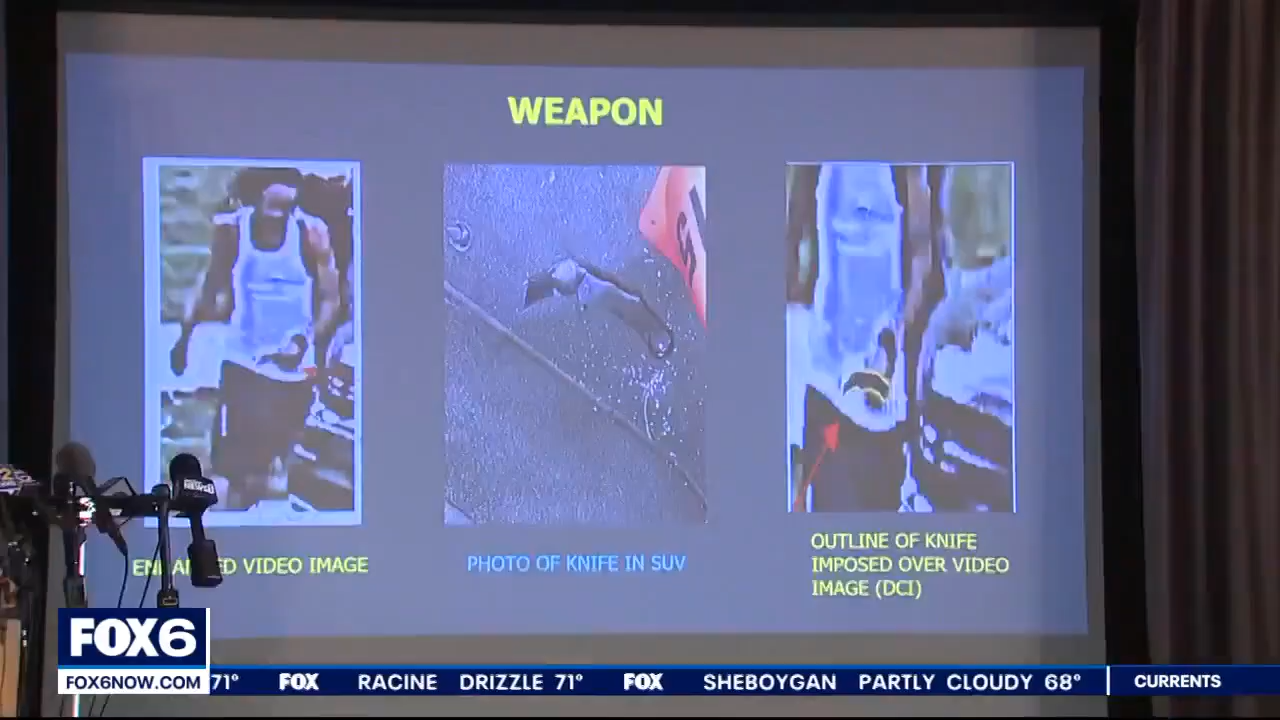 WEAPON
ENLARGED VIDEO IMAGE
PHOTO OF KNIFE IN SUV
OUTLINE OF KNIFE
IMPOSED OVER VIDEO
IMAGE (DCI)
FOX6
FOX6NOW.COM
71° FOX RACINE DRIZZLE 71° FOX SHEBOYGAN PARTLY CLOUDY 68° CURRENTS